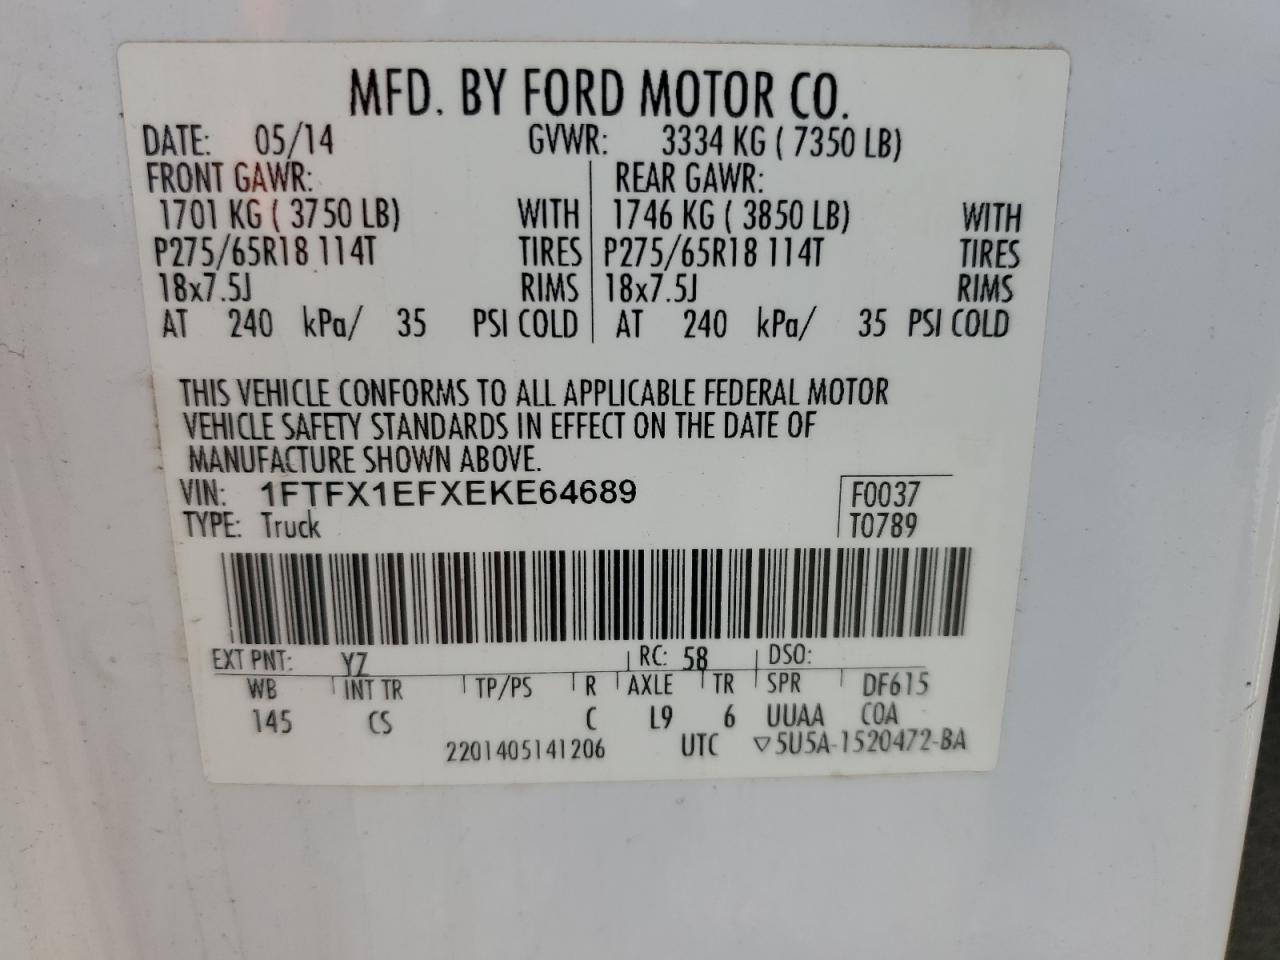 MFD. BY FORD MOTOR CO.
DATE: 05/14 GVWR: 3334 KG ( 7350 LB)
FRONT GAWR: REAR GAWR:
1701 KG ( 3750 LB) WITH 1746 KG ( 3850 LB) WITH
P275/65R18 114T TIRES P275/65R18 114T TIRES
18x7.5J RIMS 18x7.5J RIMS
AT 240 kPa/ 35 PSI COLD AT 240 kPa/ 35 PSI COLD
THIS VEHICLE CONFORMS TO ALL APPLICABLE FEDERAL MOTOR
VEHICLE SAFETY STANDARDS IN EFFECT ON THE DATE OF
MANUFACTURE SHOWN ABOVE.
VIN: 1FTFX1EFXEKE64689 F0037
TYPE: Truck T0789
EXT PNT: YZ RC: 58 DSO:
WB INT TR TP/PS R AXLE TR SPR DF615
145 CS C L9 6 UUAA COA
2201405141206 UTC ▽5U5A-1520472-BA